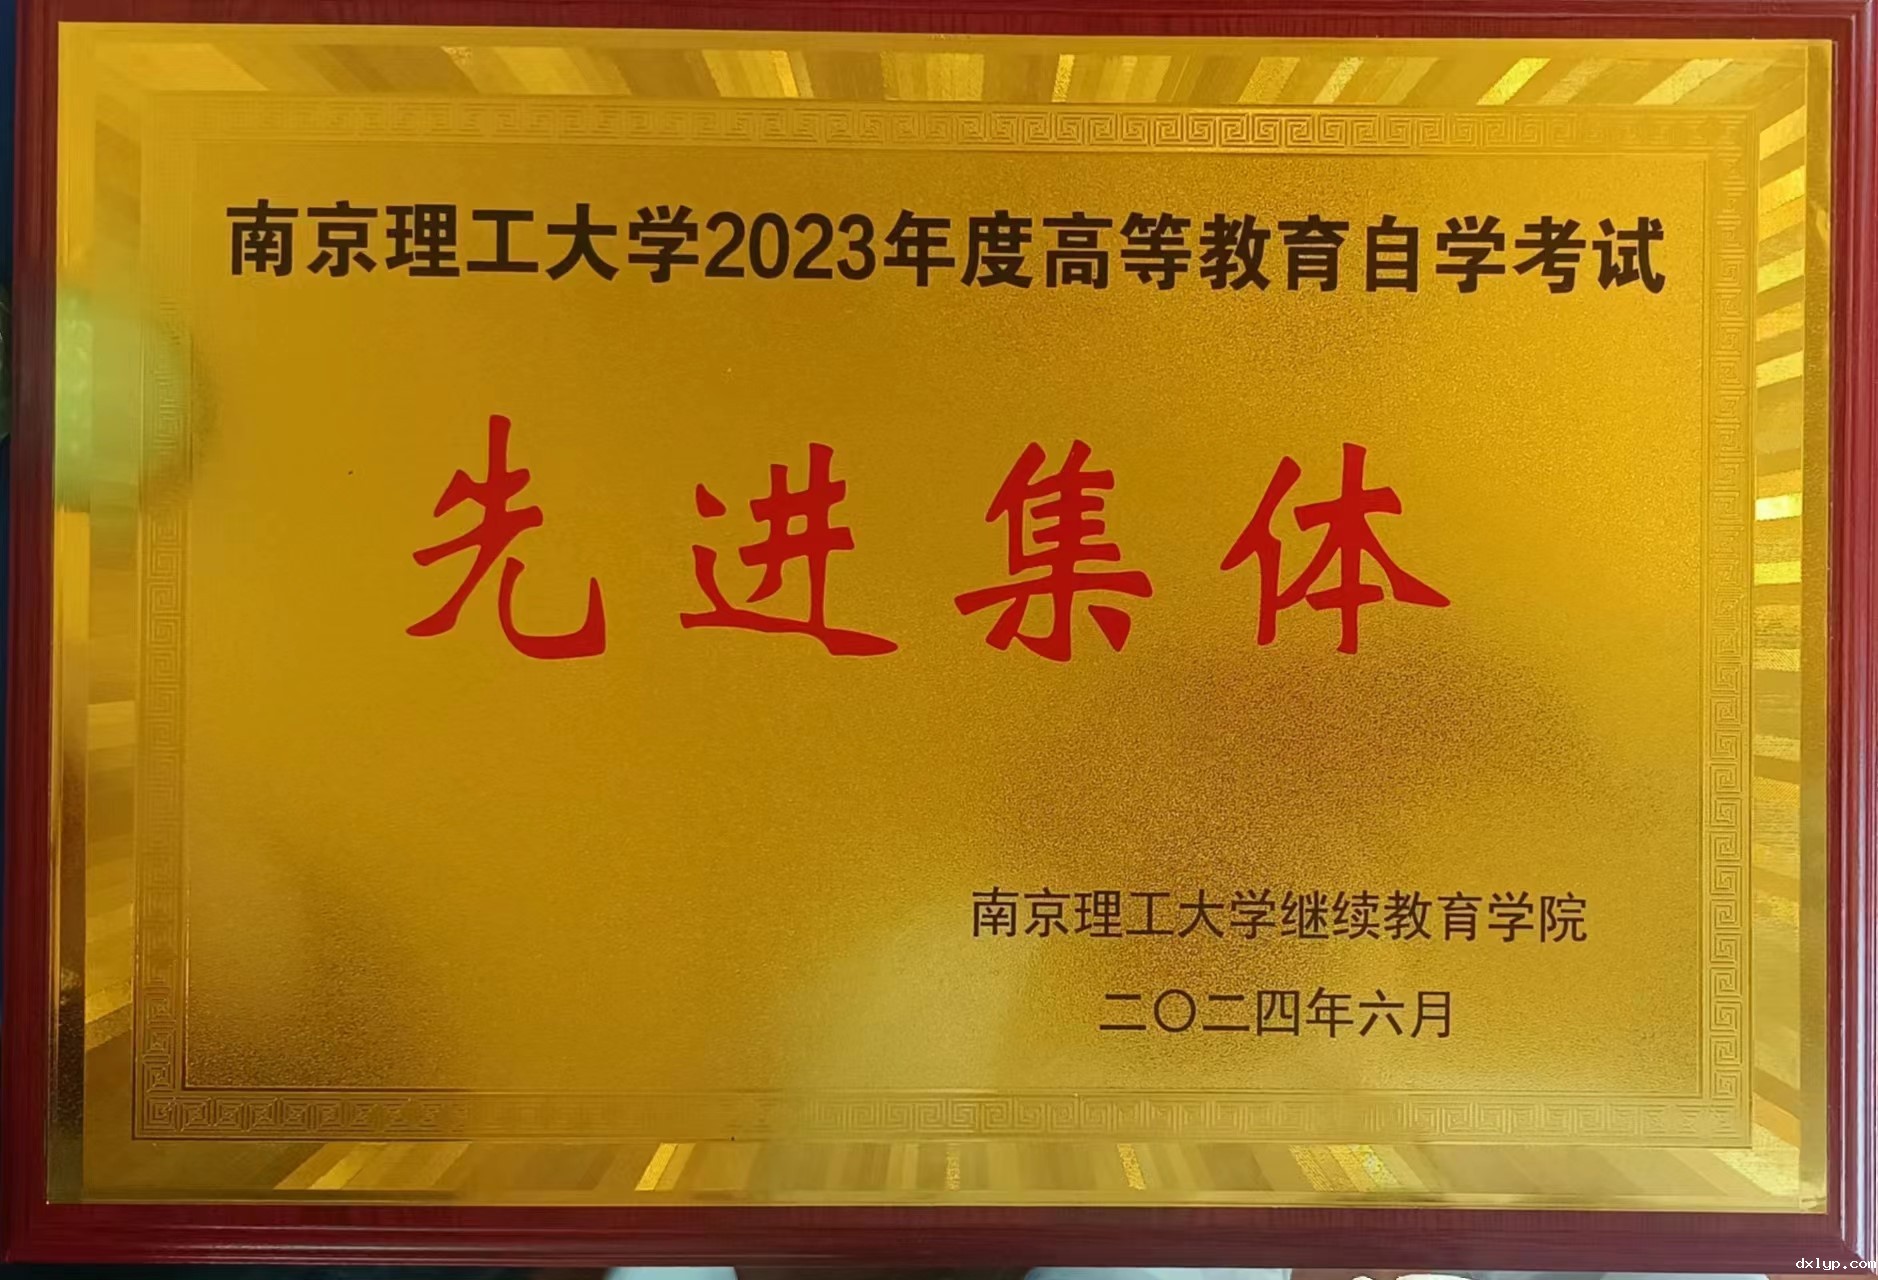 南京理工大学2023年度高等教育自学考试
先进集体
南京理工大学继续教育学院
二〇二四年六月
dxlyp.com